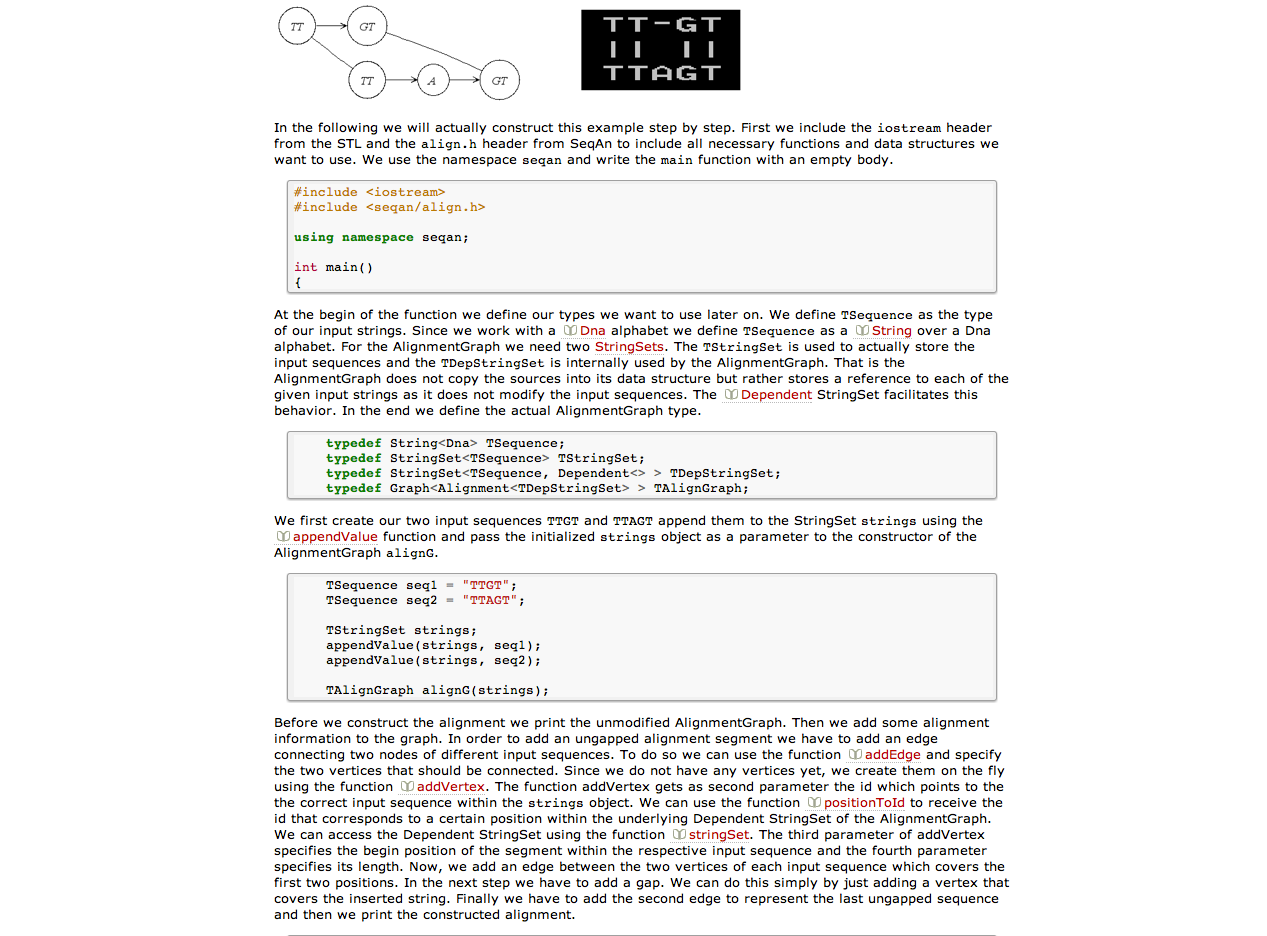 TT GT
TT A GT
TT-GT
|| ||
TTAGT
In the following we will actually construct this example step by step. First we include the iostream header
from the STL and the align.h header from SeqAn to include all necessary functions and data structures we
want to use. We use the namespace seqan and write the main function with an empty body.
#include <iostream>
#include <seqan/align.h>
using namespace seqan;
int main()
{
At the begin of the function we define our types we want to use later on. We define TSequence as the type
of our input strings. Since we work with a Dna alphabet we define TSequence as a String over a Dna
alphabet. For the AlignmentGraph we need two StringSets. The TStringSet is used to actually store the
input sequences and the TDepStringSet is internally used by the AlignmentGraph. That is the
AlignmentGraph does not copy the sources into its data structure but rather stores a reference to each of the
given input strings as it does not modify the input sequences. The Dependent StringSet facilitates this
behavior. In the end we define the actual AlignmentGraph type.
typedef String<Dna> TSequence;
typedef StringSet<TSequence> TStringSet;
typedef StringSet<TSequence, Dependent<> > TDepStringSet;
typedef Graph<Alignment<TDepStringSet> > TAlignGraph;
We first create our two input sequences TTGT and TTAGT append them to the StringSet strings using the
appendValue function and pass the initialized strings object as a parameter to the constructor of the
AlignmentGraph alignG.
TSequence seq1 = "TTGT";
TSequence seq2 = "TTAGT";
TStringSet strings;
appendValue(strings, seq1);
appendValue(strings, seq2);
TAlignGraph alignG(strings);
Before we construct the alignment we print the unmodified AlignmentGraph. Then we add some alignment
information to the graph. In order to add an ungapped alignment segment we have to add an edge
connecting two nodes of different input sequences. To do so we can use the function addEdge and specify
the two vertices that should be connected. Since we do not have any vertices yet, we create them on the fly
using the function addVertex. The function addVertex gets as second parameter the id which points to the
the correct input sequence within the strings object. We can use the function positionToId to receive the
id that corresponds to a certain position within the underlying Dependent StringSet of the AlignmentGraph.
We can access the Dependent StringSet using the function stringSet. The third parameter of addVertex
specifies the begin position of the segment within the respective input sequence and the fourth parameter
specifies its length. Now, we add an edge between the two vertices of each input sequence which covers the
first two positions. In the next step we have to add a gap. We can do this simply by just adding a vertex that
covers the inserted string. Finally we have to add the second edge to represent the last ungapped sequence
and then we print the constructed alignment.